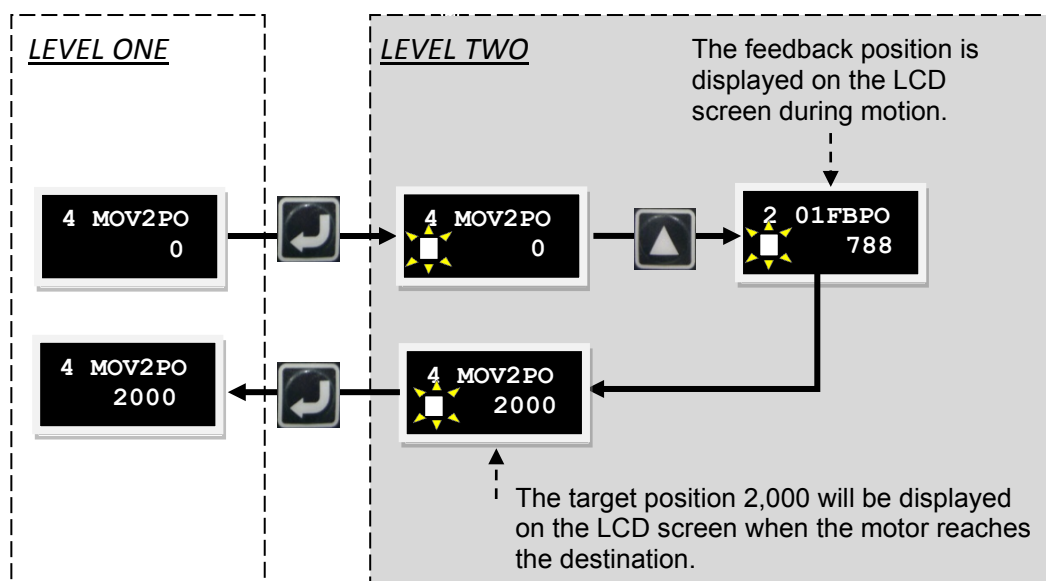 LEVEL ONE
LEVEL TWO
The feedback position is
displayed on the LCD
screen during motion.
4 MOV2PO
0
4 MOV2PO
0
2 01FBPO
788
4 MOV2PO
2000
4 MOV2PO
2000
The target position 2,000 will be displayed
on the LCD screen when the motor reaches
the destination.